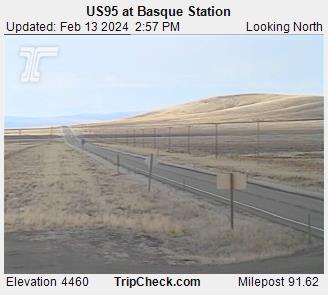 US95 at Basque Station
Updated: Feb 13 2024 2:57 PM Looking North
Elevation 4460 TripCheck.com Milepost 91.62